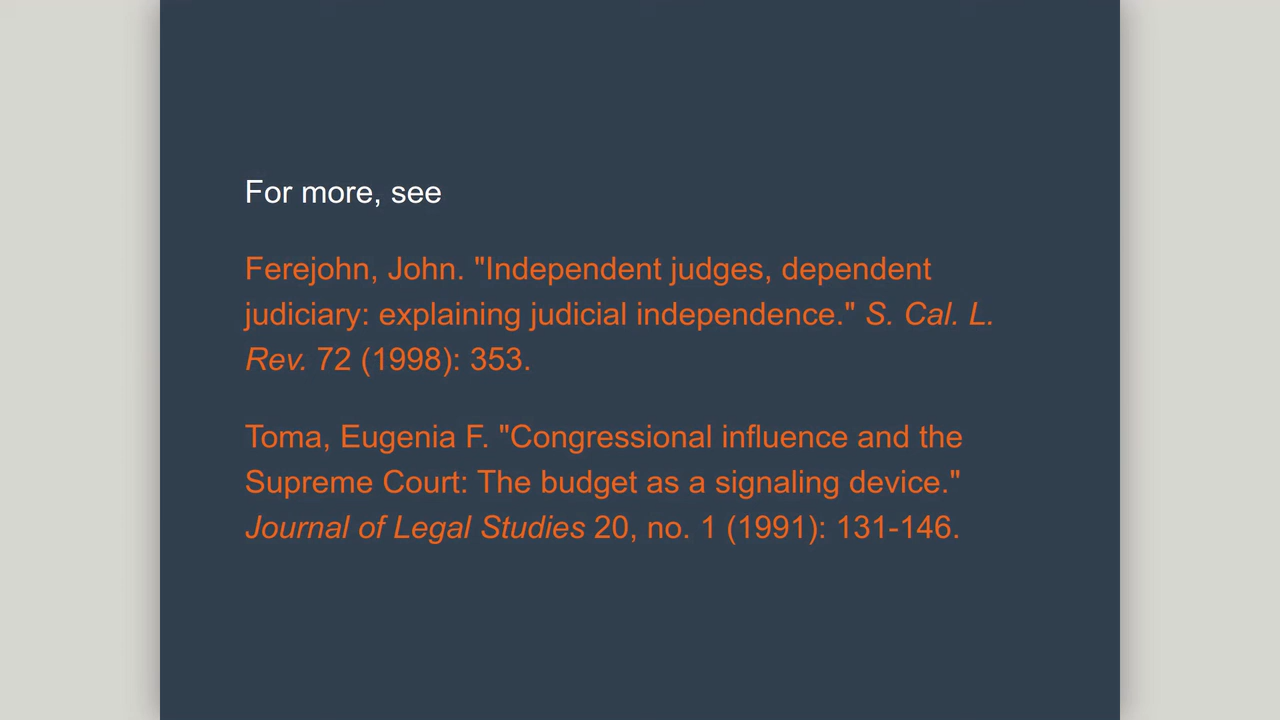 For more, see
Ferejohn, John. "Independent judges, dependent
judiciary: explaining judicial independence." S. Cal. L.
Rev. 72 (1998): 353.
Toma, Eugenia F. "Congressional influence and the
Supreme Court: The budget as a signaling device."
Journal of Legal Studies 20, no. 1 (1991): 131-146.